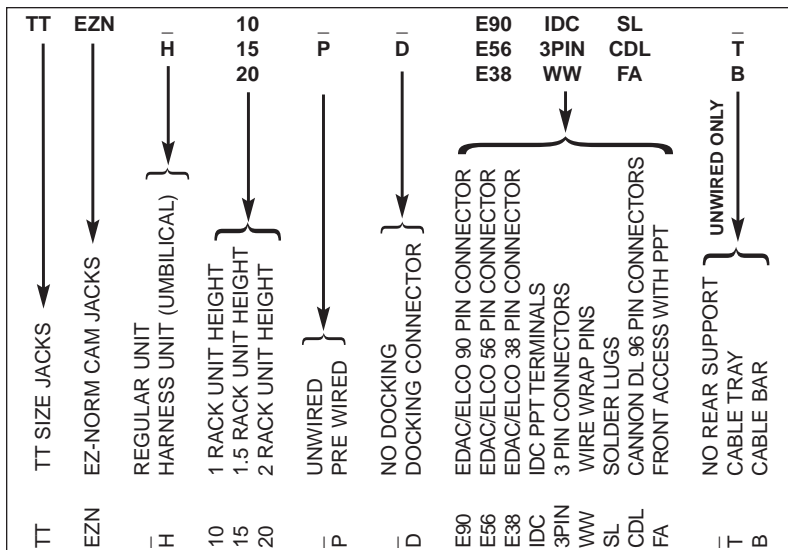 TT EZN _ 10 E90 IDC SL
H 15 P D E56 3PIN CDL T
20 E38 WW FA B
_ _ _
UNWIRED ONLY
TT SIZE JACKS
EZ-NORM CAM JACKS
REGULAR UNIT
HARNESS UNIT (UMBILICAL)
1 RACK UNIT HEIGHT
1.5 RACK UNIT HEIGHT
2 RACK UNIT HEIGHT
UNWIRED
PRE WIRED
NO DOCKING
DOCKING CONNECTOR
EDAC/ELCO 90 PIN CONNECTOR
EDAC/ELCO 56 PIN CONNECTOR
EDAC/ELCO 38 PIN CONNECTOR
IDC PPT TERMINALS
3 PIN CONNECTORS
WIRE WRAP PINS
SOLDER LUGS
CANNON DL 96 PIN CONNECTORS
FRONT ACCESS WITH PPT
NO REAR SUPPORT
CABLE TRAY
CABLE BAR
TT
EZN
_
H
10
15
20
_
P
_
D
E90
E56
E38
IDC
3PIN
WW
SL
CDL
FA
_
T
B